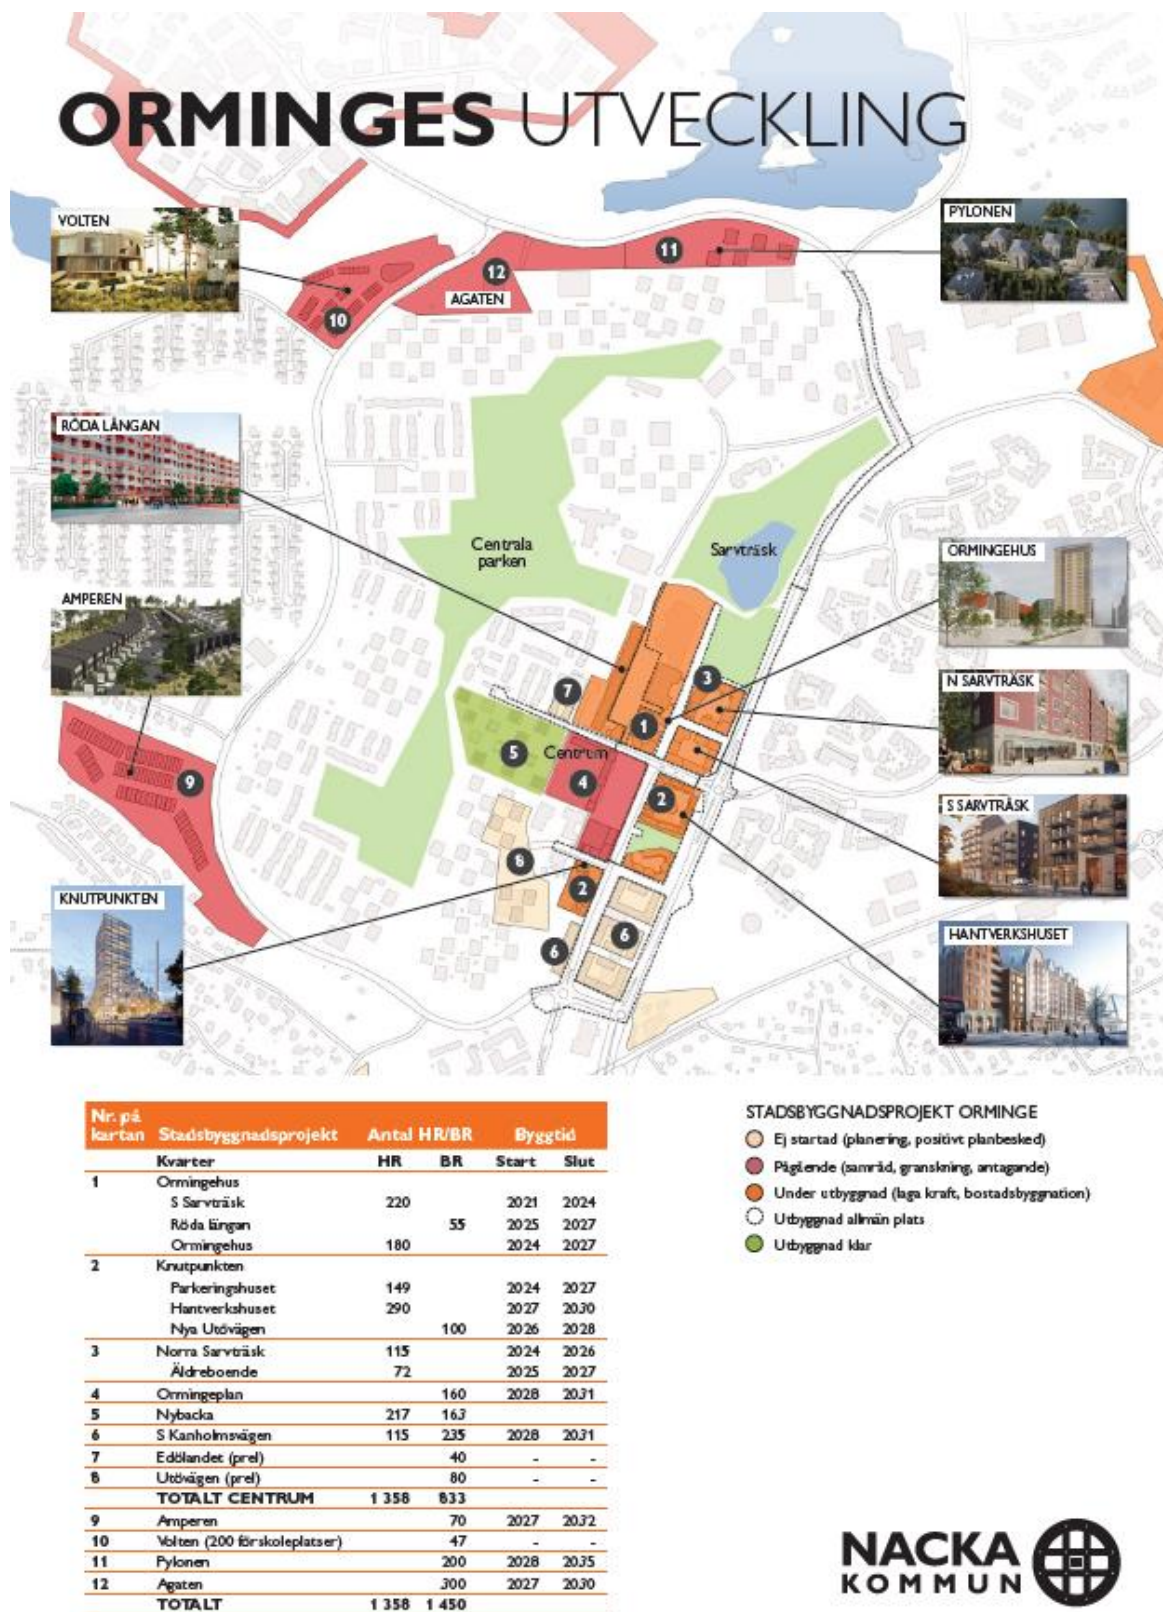 ORMINGES UTVECKLING
VOLTEN
PYLONEN
11
12
AGATEN
10
RÖDA LÄNGAN
Centrala
parken
Sarvträsk
ORMINGEHUS
AMPEREN
3
7
N SARVTRÄSK
1
5
Centrum
4
9
2
S SARVTRÄSK
8
2
KNUTPUNKTEN
6
6
HANTVERKSHUSET
Nr. på
kartan Stadsbyggnadsprojekt Antal HR/BR Byggtid
Kvarter HR BR Start Slut
1 Ormingehus
S Sarvträsk 220 2021 2024
Röda längan 55 2025 2027
Ormingehus 180 2024 2027
2 Knutpunkten
Parkeringshuset 149 2024 2027
Hantverkshuset 290 2027 2030
Nya Utövägen 100 2026 2028
3 Norra Sarvträsk 115 2024 2026
Äldreboende 72 2025 2027
4 Ormingeplan 160 2028 2031
5 Nybacka 217 163
6 S Kanholmsvägen 115 235 2028 2031
7 Edölandet (prel) 40 - -
8 Utövägen (prel) 80 - -
TOTALT CENTRUM 1 358 833
9 Amperen 70 2027 2032
10 Volten (200 förskoleplatser) 47 - -
11 Pylonen 200 2028 2035
12 Agaten 300 2027 2030
TOTALT 1 358 1 450
STADSBYGGNADSPROJEKT ORMINGE
Ej startad (planering, positivt planbesked)
Pågående (samråd, granskning, antagande)
Under utbyggnad (laga kraft, bostadsbyggnation)
Utbyggnad allmän plats
Utbyggnad klar
NACKA
KOMMUN